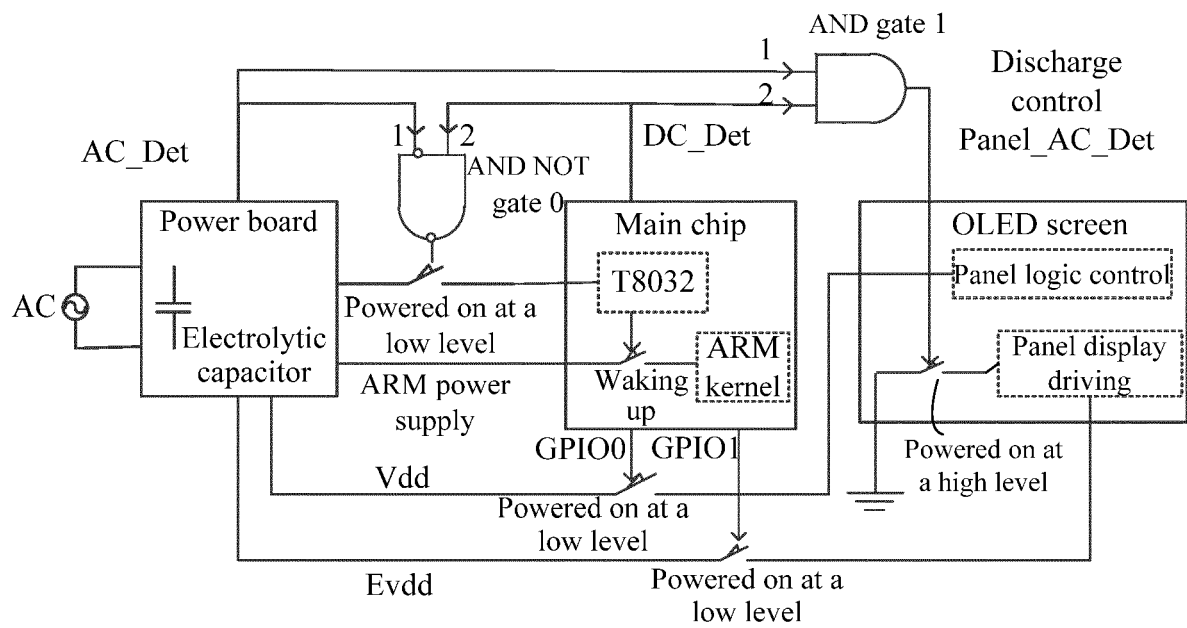 AND gate 1
1
2
Discharge
control
Panel_AC_Det
1
2
AC_Det
DC_Det
AND NOT
gate 0
Power board
Main chip
OLED screen
T8032
Panel logic control
AC
Powered on at a
low level
Electrolytic
capacitor
ARM power
supply
Waking
up
ARM
kernel
Panel display
driving
GPIO0
GPIO1
Powered on at
a high level
Vdd
Powered on at a
low level
Evdd
Powered on at a
low level